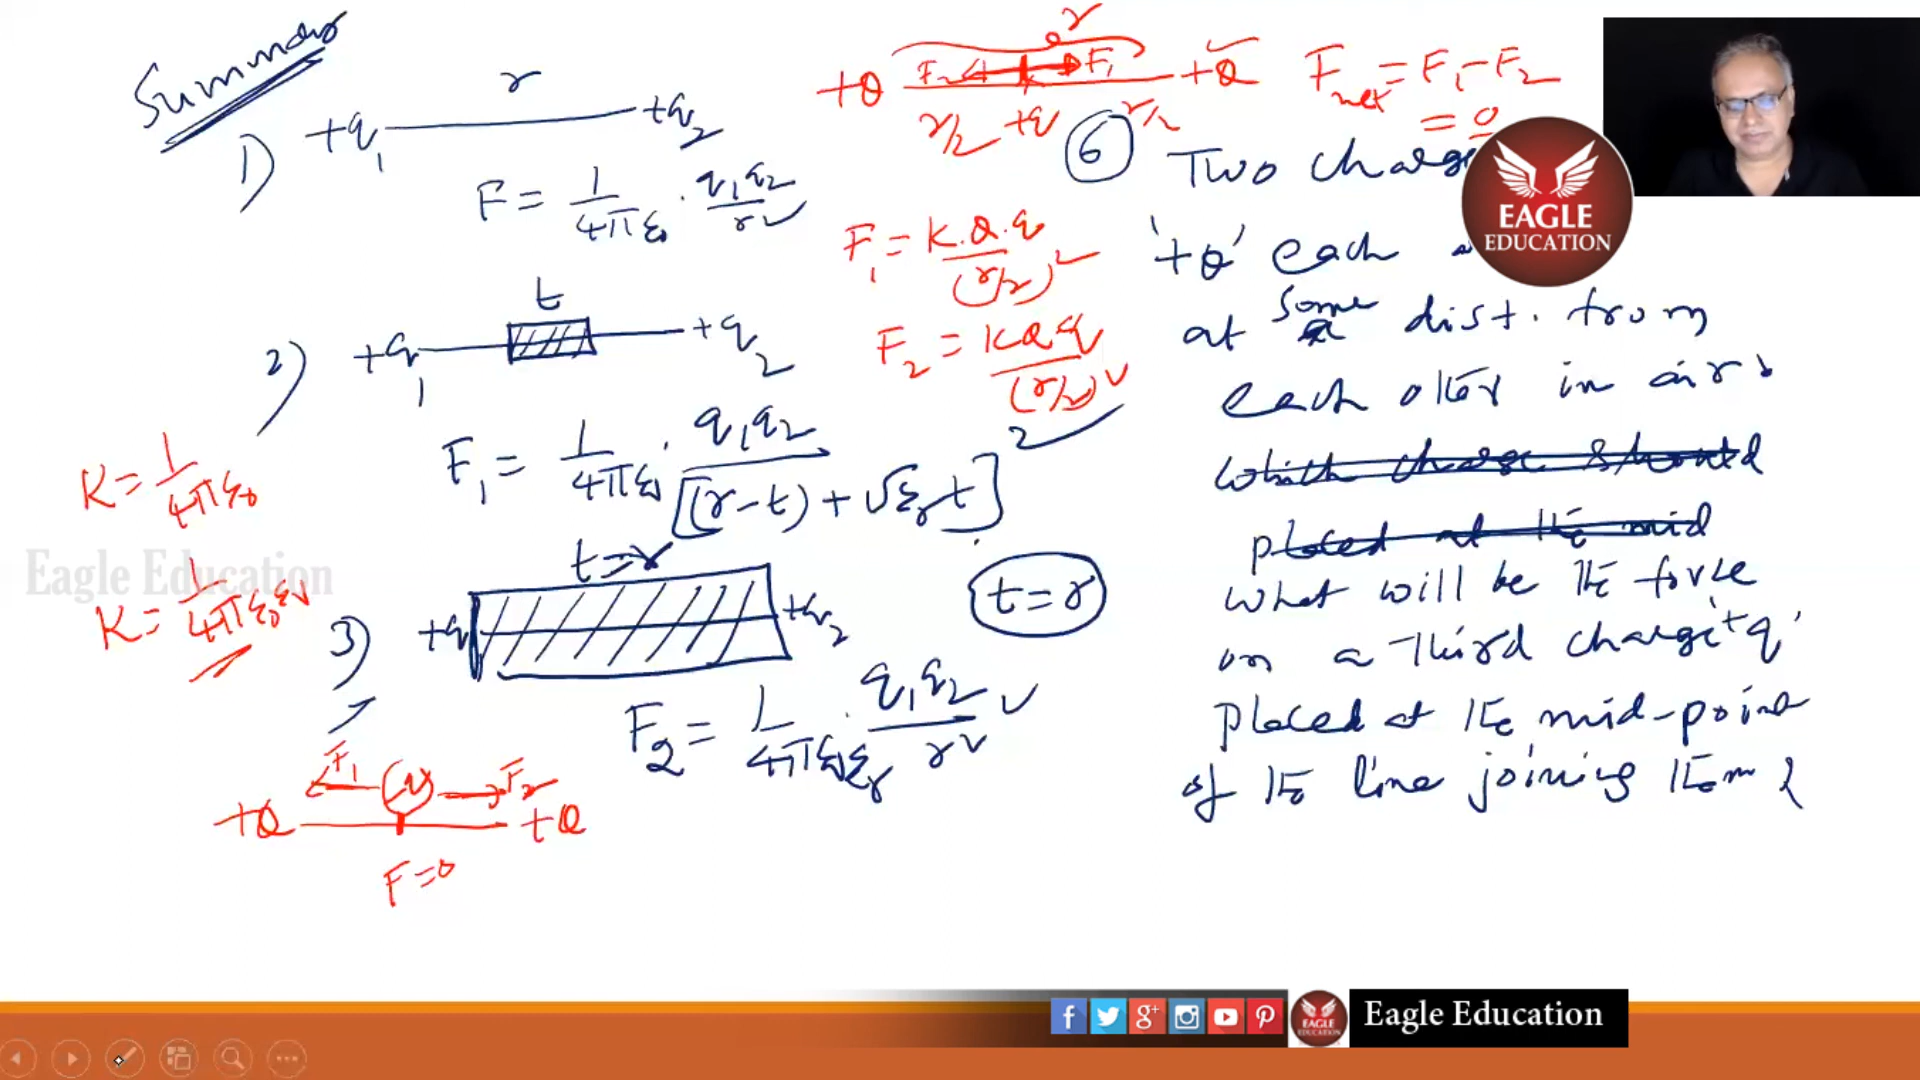 Summary
1) +q₁ r +q₂
F = 1/4πε₀ · q₁q₂/r²
2) +q₁ t +q₂
F₁ = 1/4πε₀ · q₁q₂/[(r-t)+√εᵣ t]²
t=r
t=r
3) +q +q₂
F₂ = 1/4πε₀εᵣ · q₁q₂/r²
K = 1/4πε₀
K = 1/4πε₀εᵣ
F₁ q F₂
+Q +Q
F=0
r
+Q F₂ F₁ +Q
r/2 +q r/2
Fnet = F₁-F₂
= 0
F₁ = K.Q.q/(r/2)²
F₂ = KQq/(r/2)²
6 Two charge
'+Q' each
at some dist. from
each other in air,
which charge should
placed at the mid
what will be the force
on a third charge '+q'
placed at the mid-point
of the line joining them?
EAGLE
EDUCATION
Eagle Education
EAGLE
EDUCATION
Eagle Education